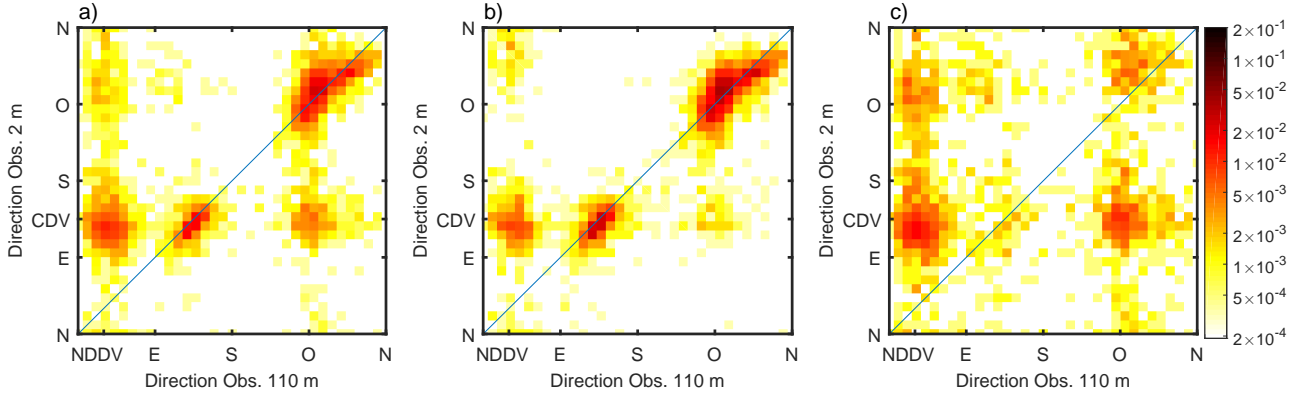 a)
N
O
S
CDV
E
N
Direction Obs. 2 m
NDDV E S O N
Direction Obs. 110 m
b)
N
O
S
CDV
E
N
Direction Obs. 2 m
NDDV E S O N
Direction Obs. 110 m
c)
N
O
S
CDV
E
N
Direction Obs. 2 m
NDDV E S O N
Direction Obs. 110 m
2×10⁻¹
1×10⁻¹
5×10⁻²
2×10⁻²
1×10⁻²
5×10⁻³
2×10⁻³
1×10⁻³
5×10⁻⁴
2×10⁻⁴